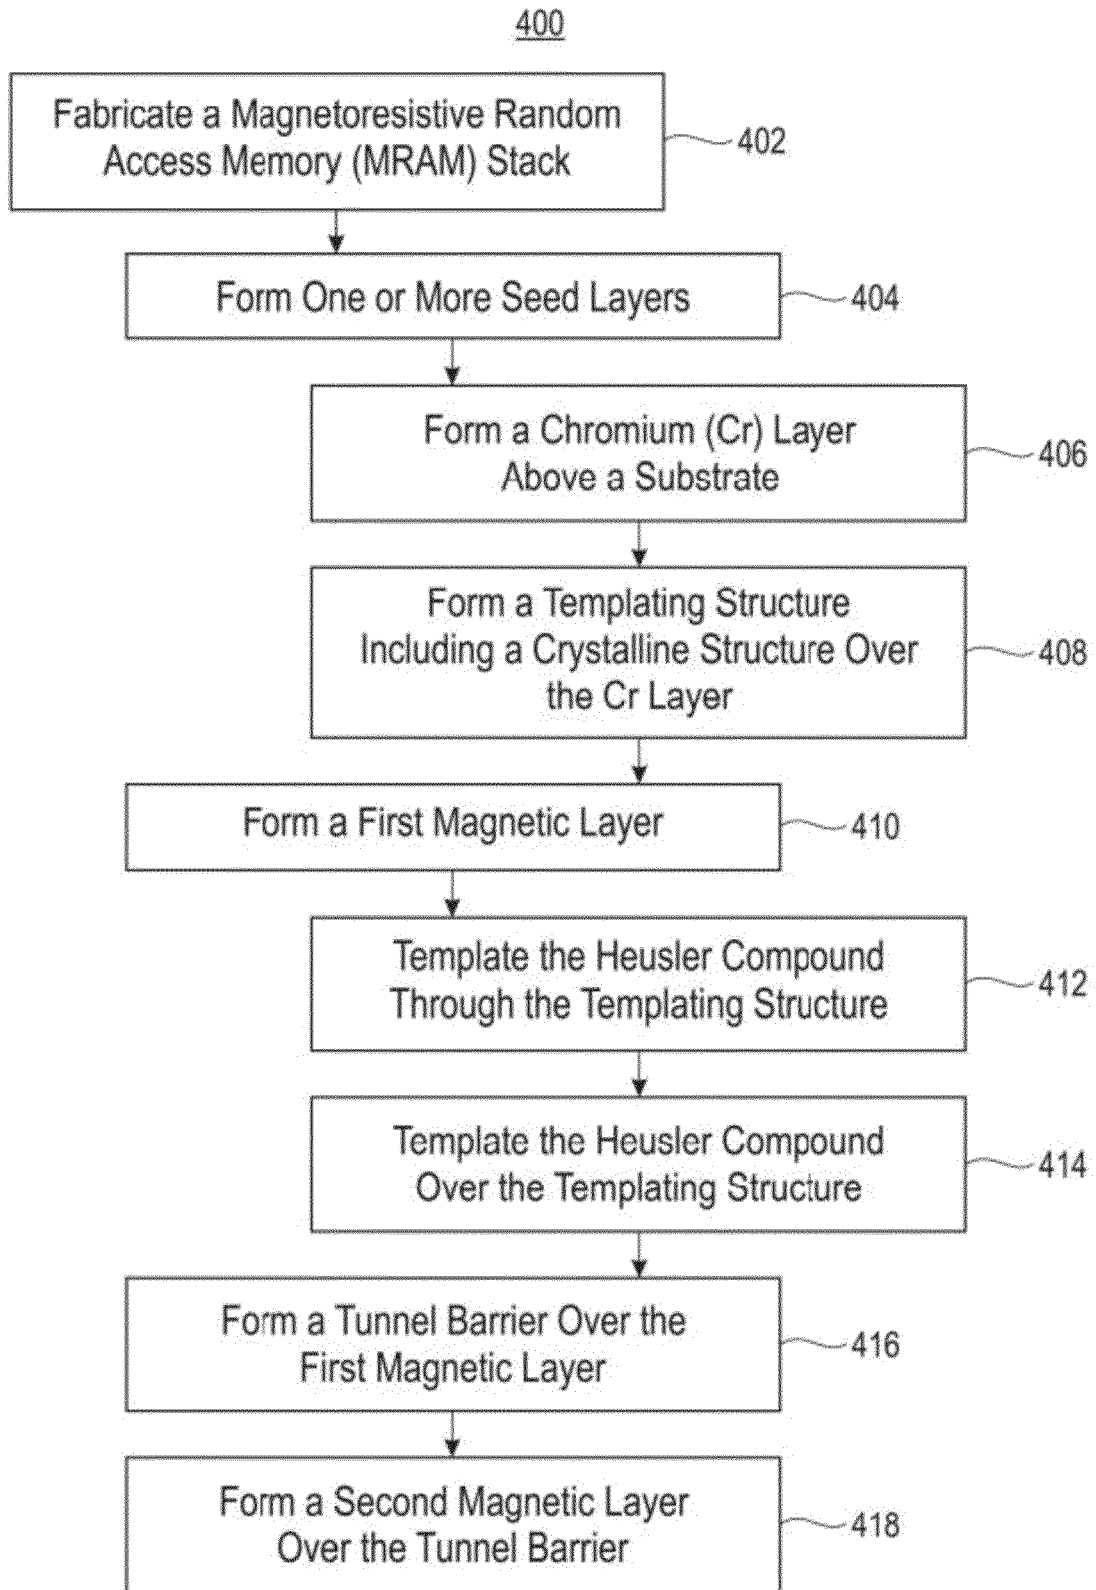 400
Fabricate a Magnetoresistive Random
Access Memory (MRAM) Stack
402
Form One or More Seed Layers
404
Form a Chromium (Cr) Layer
Above a Substrate
406
Form a Templating Structure
Including a Crystalline Structure Over
the Cr Layer
408
Form a First Magnetic Layer
410
Template the Heusler Compound
Through the Templating Structure
412
Template the Heusler Compound
Over the Templating Structure
414
Form a Tunnel Barrier Over the
First Magnetic Layer
416
Form a Second Magnetic Layer
Over the Tunnel Barrier
418